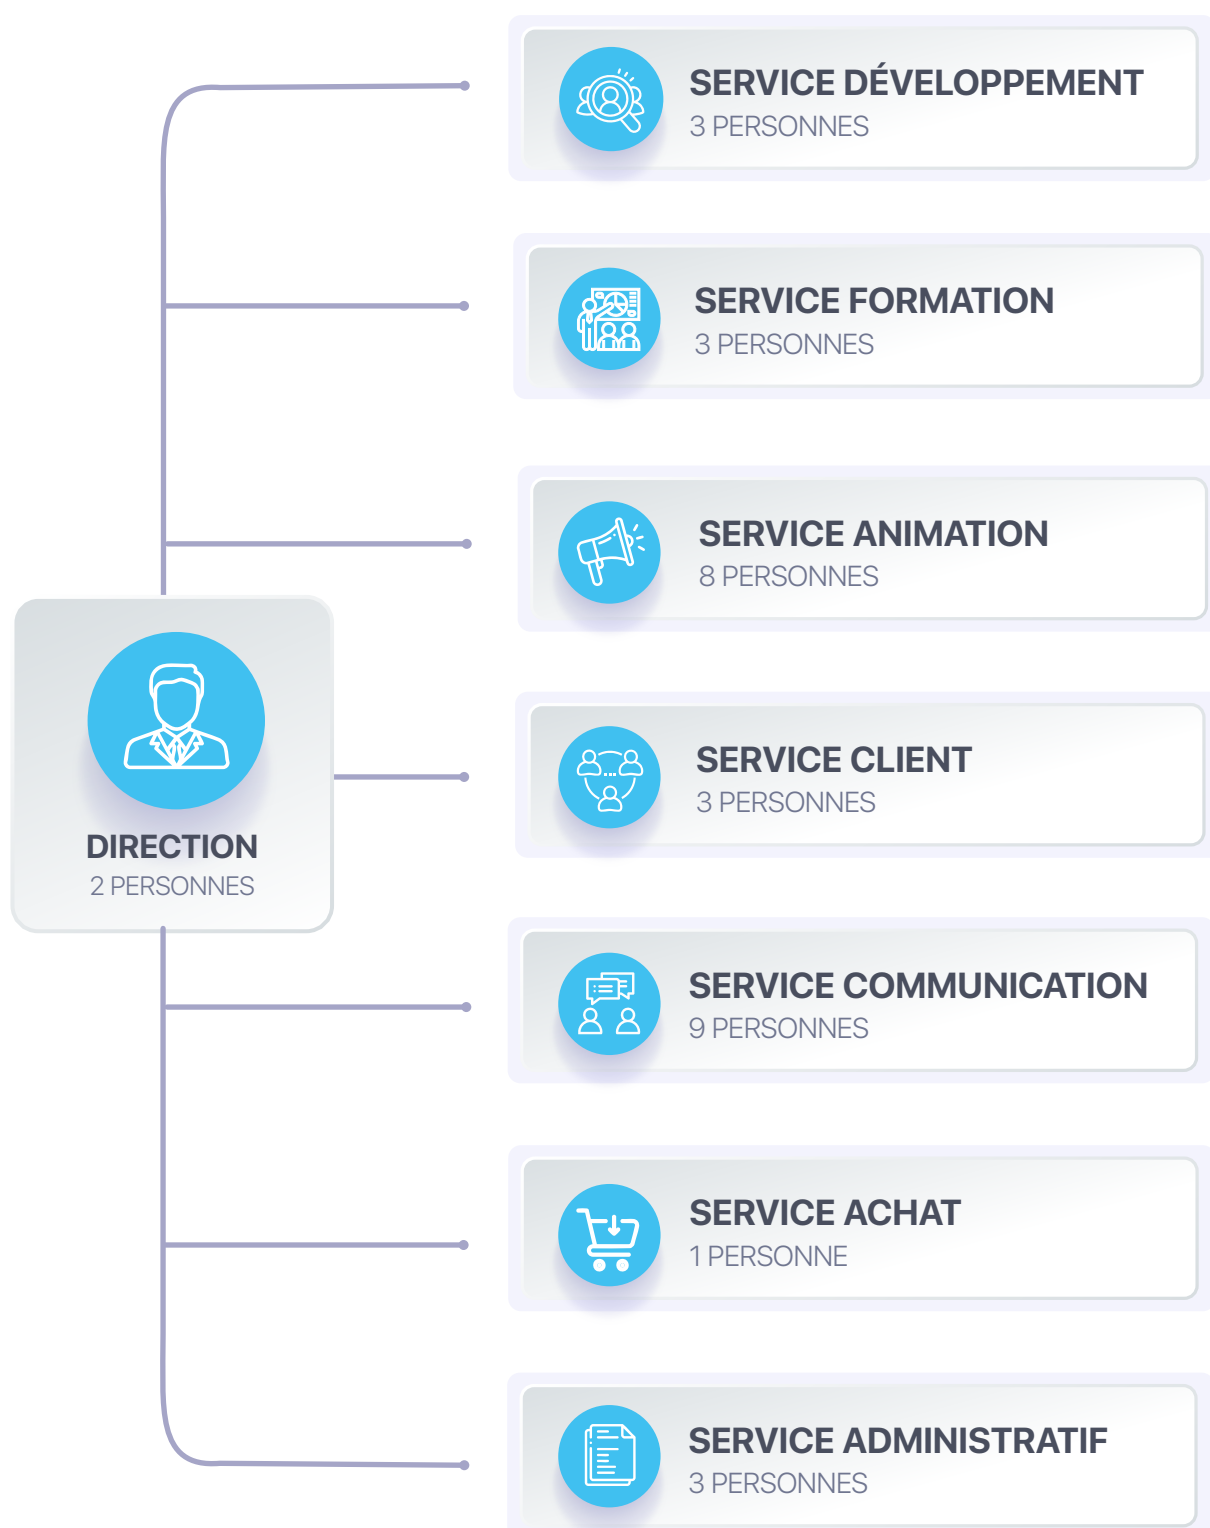 SERVICE DÉVELOPPEMENT
3 PERSONNES
SERVICE FORMATION
3 PERSONNES
SERVICE ANIMATION
8 PERSONNES
DIRECTION
2 PERSONNES
SERVICE CLIENT
3 PERSONNES
SERVICE COMMUNICATION
9 PERSONNES
SERVICE ACHAT
1 PERSONNE
SERVICE ADMINISTRATIF
3 PERSONNES